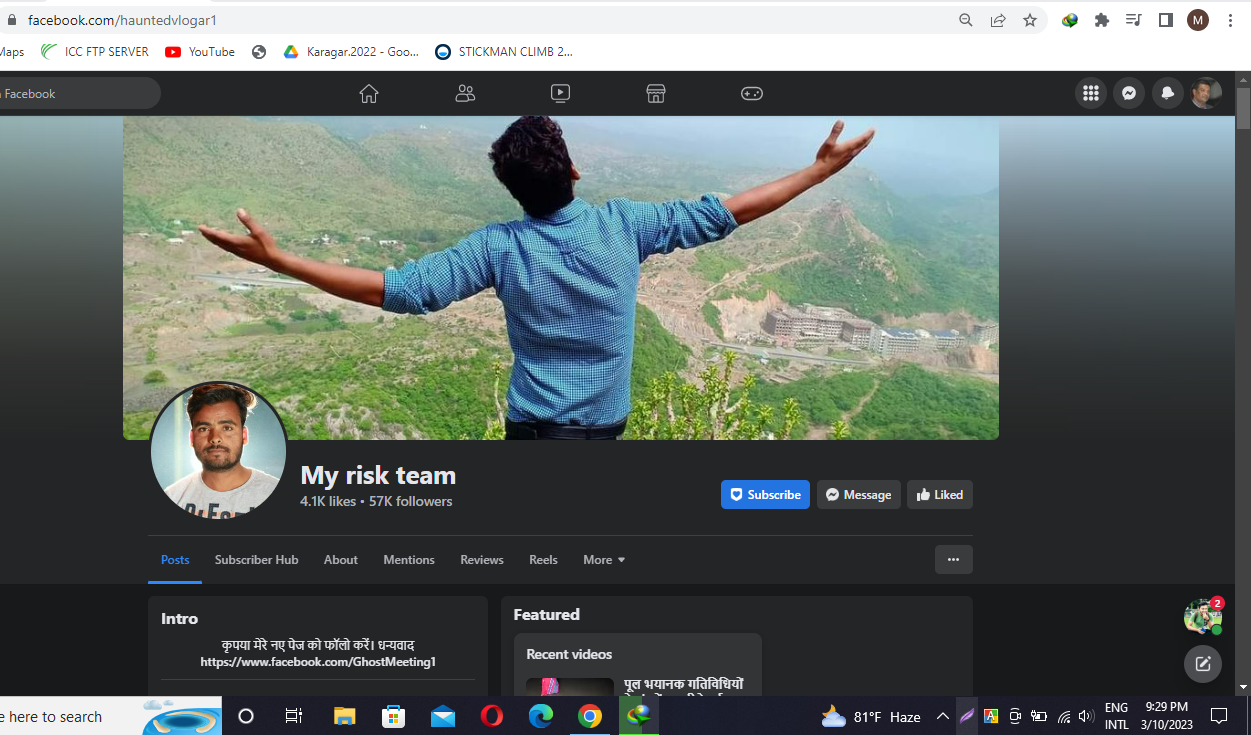 facebook.com/hauntedvlogar1
M
Maps
ICC FTP SERVER
YouTube
Karagar.2022 - Goo...
STICKMAN CLIMB 2...
Facebook
My risk team
4.1K likes • 57K followers
Subscribe
Message
Liked
Posts
Subscriber Hub
About
Mentions
Reviews
Reels
More
Intro
कृपया मेरे नए पेज को फॉलो करें। धन्यवाद
https://www.facebook.com/GhostMeeting1
Featured
Recent videos
पूल भयानक गतिविधियों
2
e here to search
81°F Haze
ENG
INTL
9:29 PM
3/10/2023